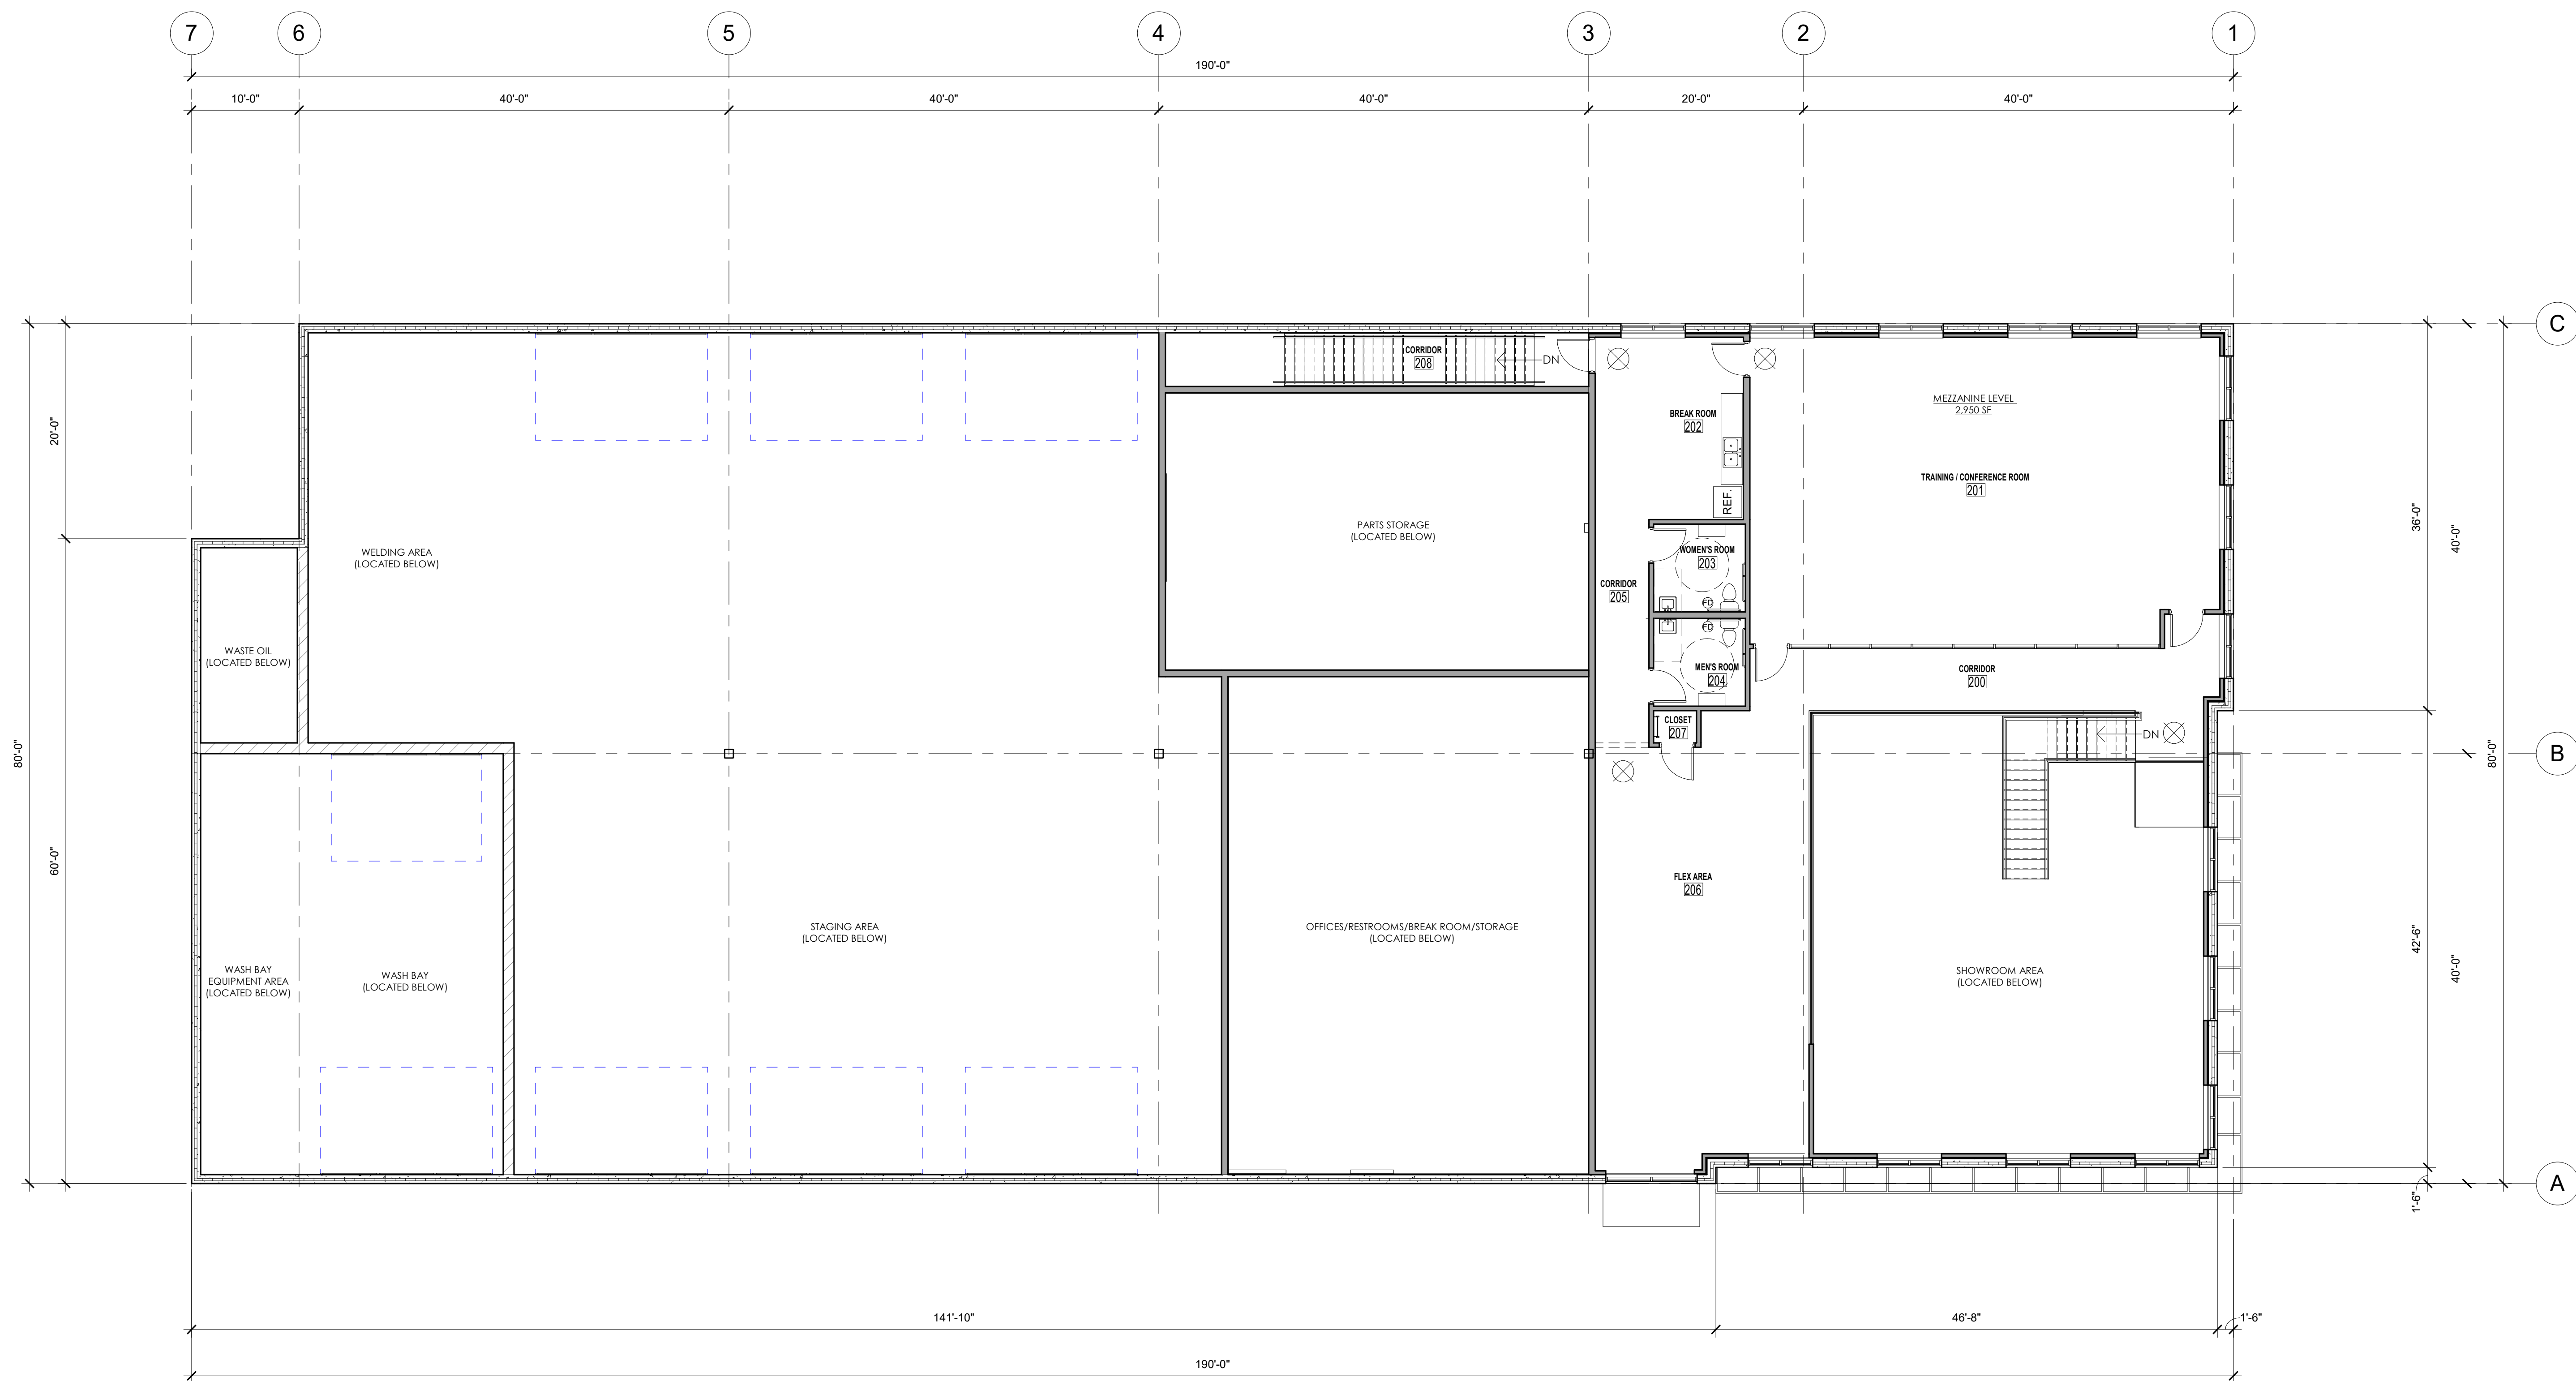 7
6
5
4
3
2
1
190'-0"
10'-0"
40'-0"
40'-0"
40'-0"
20'-0"
40'-0"
C
CORRIDOR
208
DN
BREAK ROOM
202
MEZZANINE LEVEL
2,950 SF
20'-0"
TRAINING / CONFERENCE ROOM
201
REF.
36'-0"
40'-0"
PARTS STORAGE
(LOCATED BELOW)
WELDING AREA
(LOCATED BELOW)
WOMEN'S ROOM
203
CORRIDOR
205
FD
FD
WASTE OIL
(LOCATED BELOW)
MEN'S ROOM
204
CORRIDOR
200
CLOSET
207
DN
80'-0"
80'-0"
B
60'-0"
FLEX AREA
206
STAGING AREA
(LOCATED BELOW)
OFFICES/RESTROOMS/BREAK ROOM/STORAGE
(LOCATED BELOW)
42'-6"
40'-0"
WASH BAY
EQUIPMENT AREA
(LOCATED BELOW)
WASH BAY
(LOCATED BELOW)
SHOWROOM AREA
(LOCATED BELOW)
A
1'-6"
141'-10"
46'-8"
1'-6"
190'-0"